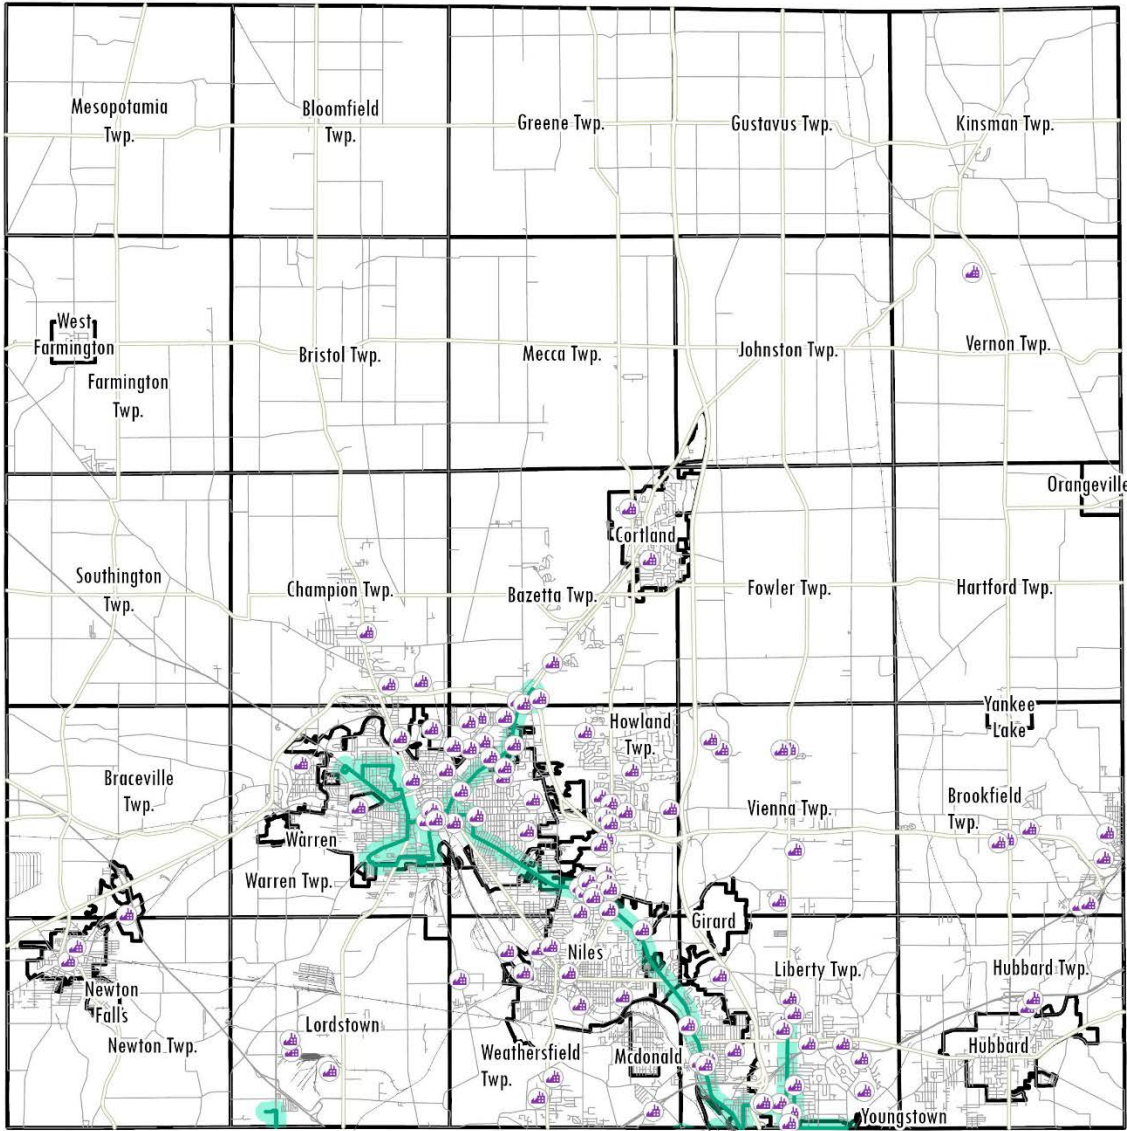 Mesopotamia
Twp.
Bloomfield
Twp.
Greene Twp.
Gustavus Twp.
Kinsman Twp.
West
Farmington
Farmington
Twp.
Bristol Twp.
Mecca Twp.
Johnston Twp.
Vernon Twp.
Orangeville
Cortland
Southington
Twp.
Champion Twp.
Bazetta Twp.
Fowler Twp.
Hartford Twp.
Yankee
Lake
Howland
Twp.
Braceville
Twp.
Vienna Twp.
Brookfield
Twp.
Warren
Warren Twp.
Girard
Niles
Liberty Twp.
Hubbard Twp.
Newton
Falls
Newton Twp.
Lordstown
Weathersfield
Twp.
Mcdonald
Hubbard
Youngstown